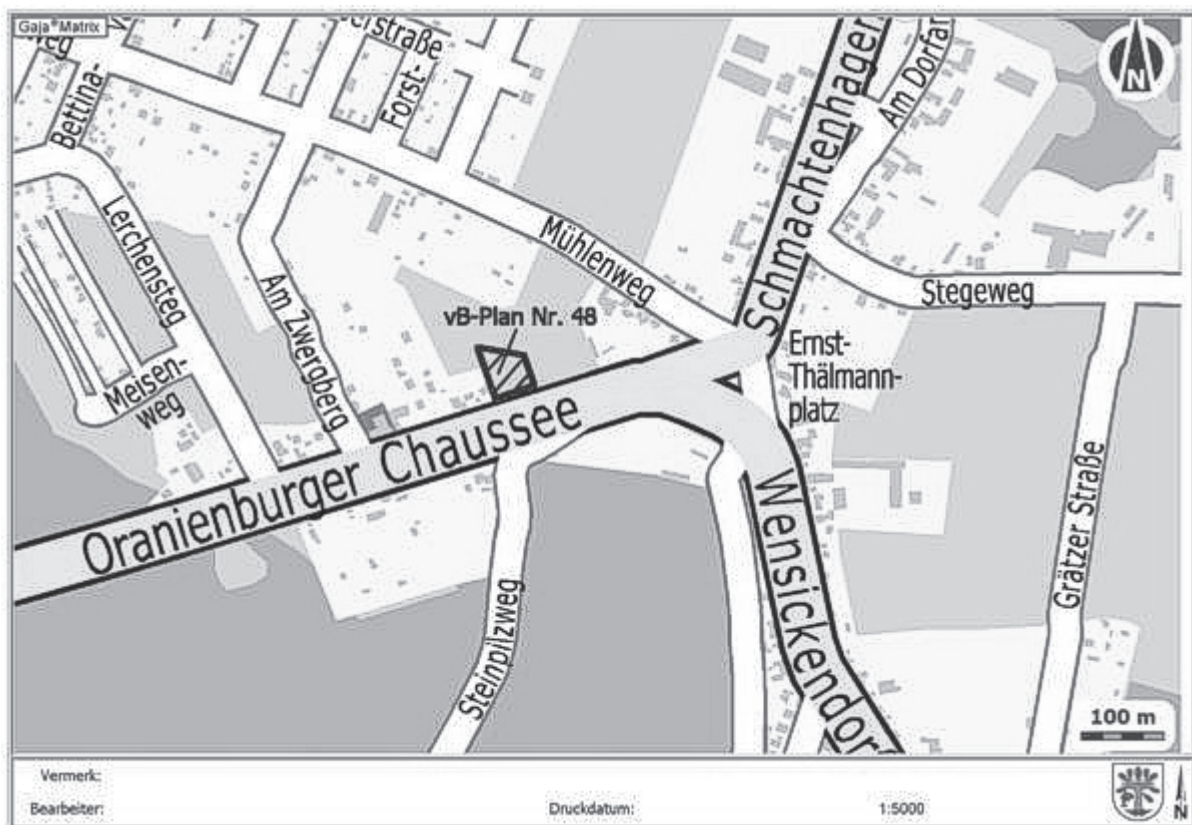 Gaja®Matrix
Bettina-
Forst-
Am Dorfan
Schmachtenhagen
Lerchensteg
Mühlenweg
Am Zwergberg
Stegeweg
vB-Plan Nr. 48
Ernst-
Thälmann-
platz
Meisen-
weg
Oranienburger Chaussee
Grätzer Straße
Wensickendorf
Steinpilzweg
100 m
N
Vermerk:
Bearbeiter:
Druckdatum:
1:5000
N